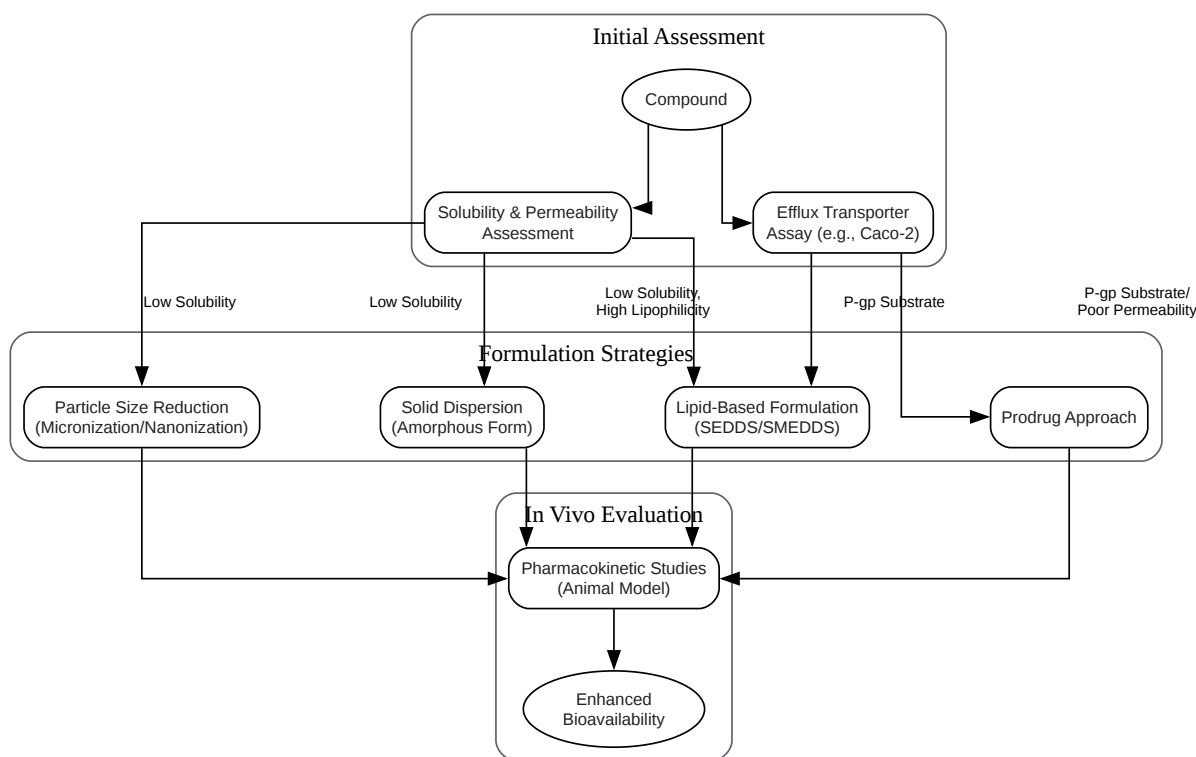 Initial Assessment
Compound
Solubility & Permeability
Assessment
Efflux Transporter
Assay (e.g., Caco-2)
Low Solubility
Low Solubility
Low Solubility,
High Lipophilicity
P-gp Substrate
P-gp Substrate/
Poor Permeability
Formulation Strategies
Particle Size Reduction
(Micronization/Nanonization)
Solid Dispersion
(Amorphous Form)
Lipid-Based Formulation
(SEDDS/SMEDDS)
Prodrug Approach
In Vivo Evaluation
Pharmacokinetic Studies
(Animal Model)
Enhanced
Bioavailability